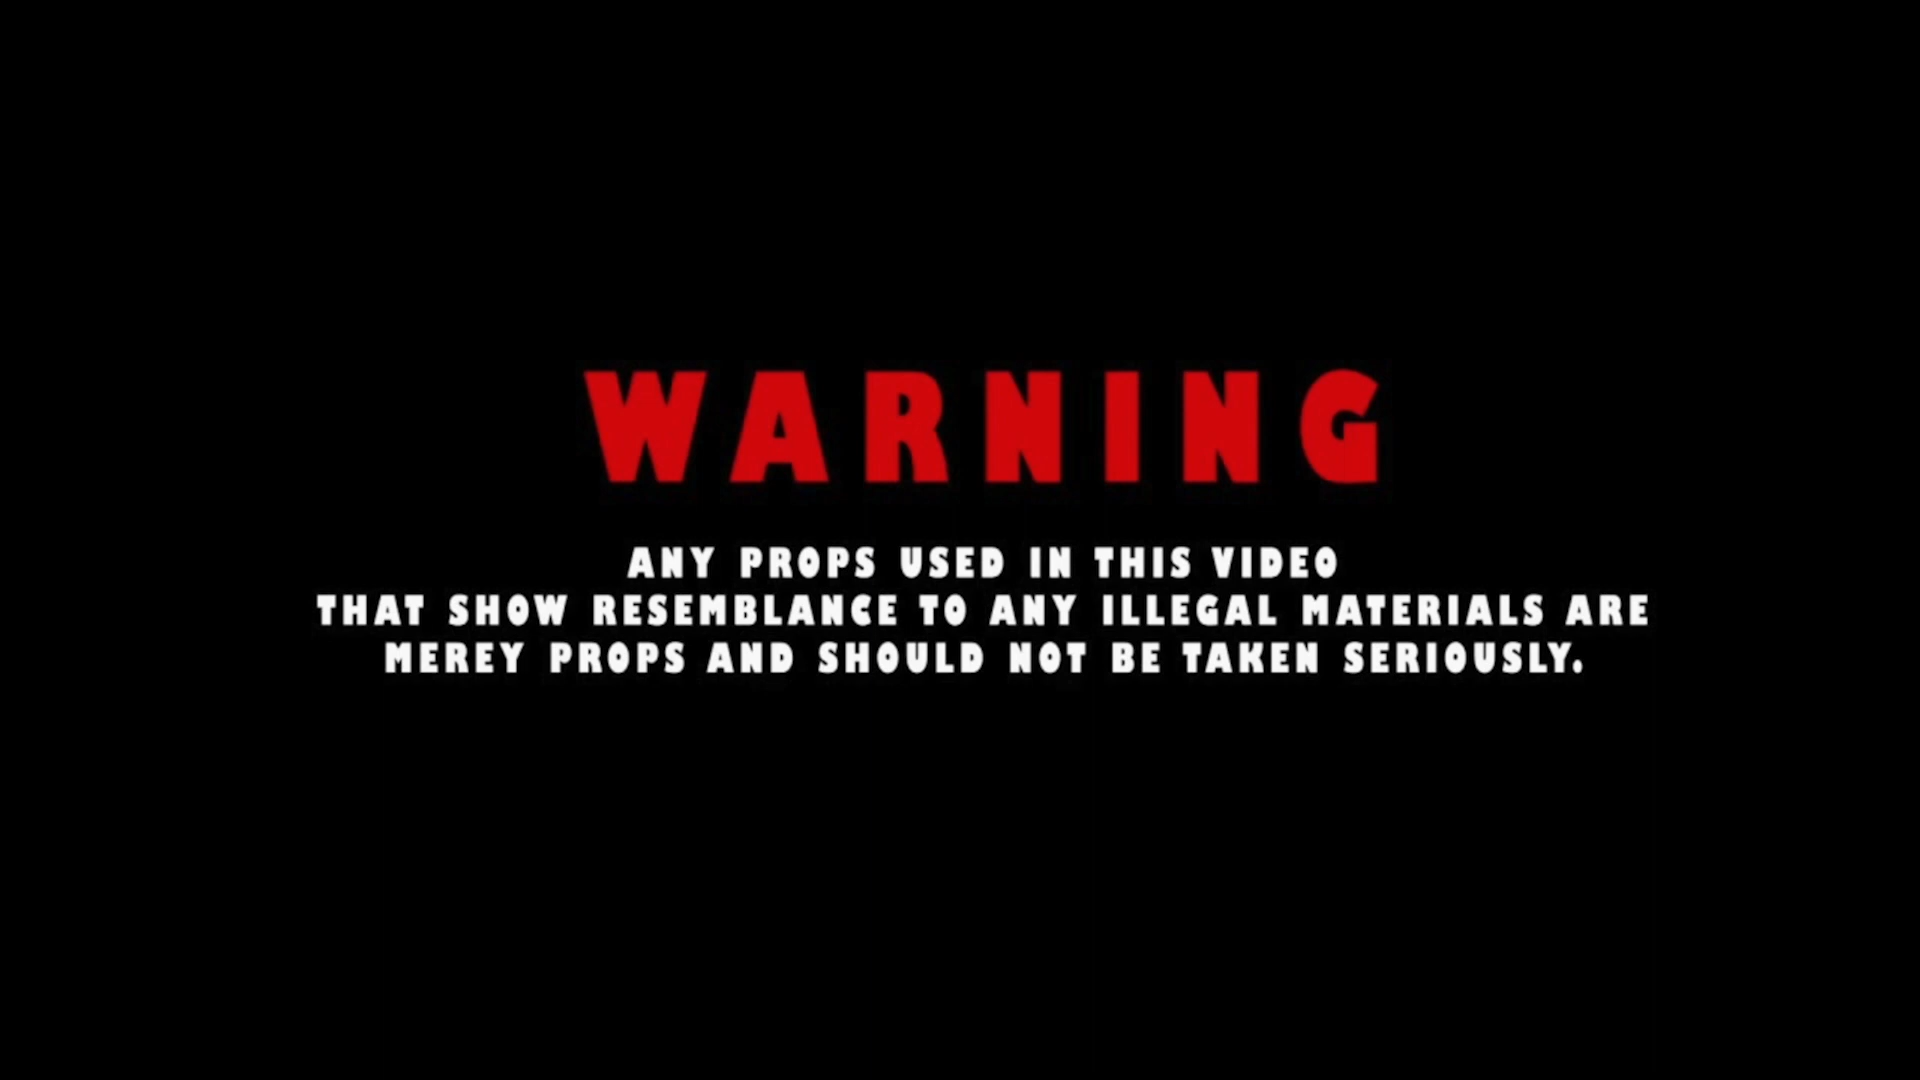 WARNING
ANY PROPS USED IN THIS VIDEO
THAT SHOW RESEMBLANCE TO ANY ILLEGAL MATERIALS ARE
MEREY PROPS AND SHOULD NOT BE TAKEN SERIOUSLY.